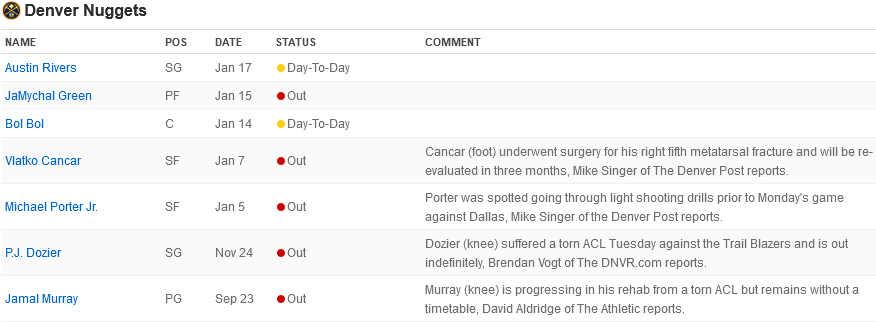 Denver Nuggets
NAME POS DATE STATUS COMMENT
Austin Rivers SG Jan 17 Day-To-Day
JaMychal Green PF Jan 15 Out
Bol Bol C Jan 14 Day-To-Day
Vlatko Cancar SF Jan 7 Out Cancar (foot) underwent surgery for his right fifth metatarsal fracture and will be re-
evaluated in three months, Mike Singer of The Denver Post reports.
Michael Porter Jr. SF Jan 5 Out Porter was spotted going through light shooting drills prior to Monday's game
against Dallas, Mike Singer of the Denver Post reports.
P.J. Dozier SG Nov 24 Out Dozier (knee) suffered a torn ACL Tuesday against the Trail Blazers and is out
indefinitely, Brendan Vogt of The DNVR.com reports.
Jamal Murray PG Sep 23 Out Murray (knee) is progressing in his rehab from a torn ACL but remains without a
timetable, David Aldridge of The Athletic reports.